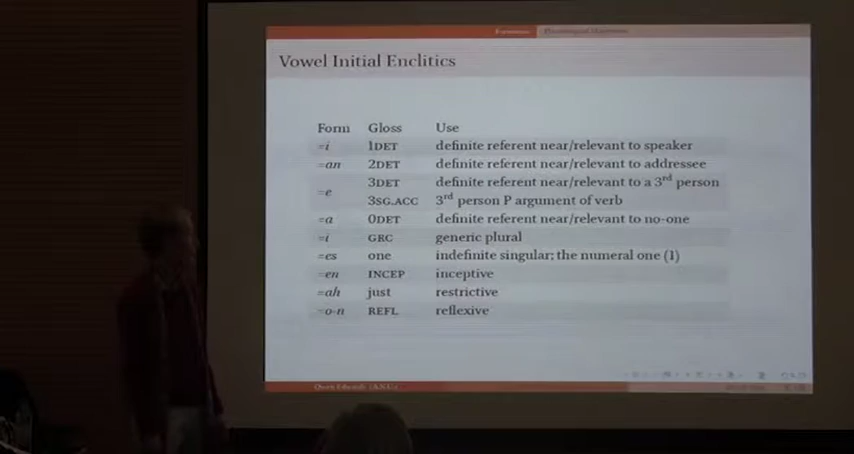 Vowel Initial Enclitics
Form Gloss Use
=i 1DET definite referent near/relevant to speaker
=an 2DET definite referent near/relevant to addressee
3DET definite referent near/relevant to a 3rd person
=e
3SG.ACC 3rd person P argument of verb
=a 0DET definite referent near/relevant to no-one
=i GRC generic plural
=es one indefinite singular; the numeral one (1)
=en INCEP inceptive
=ah just restrictive
=o-n REFL reflexive